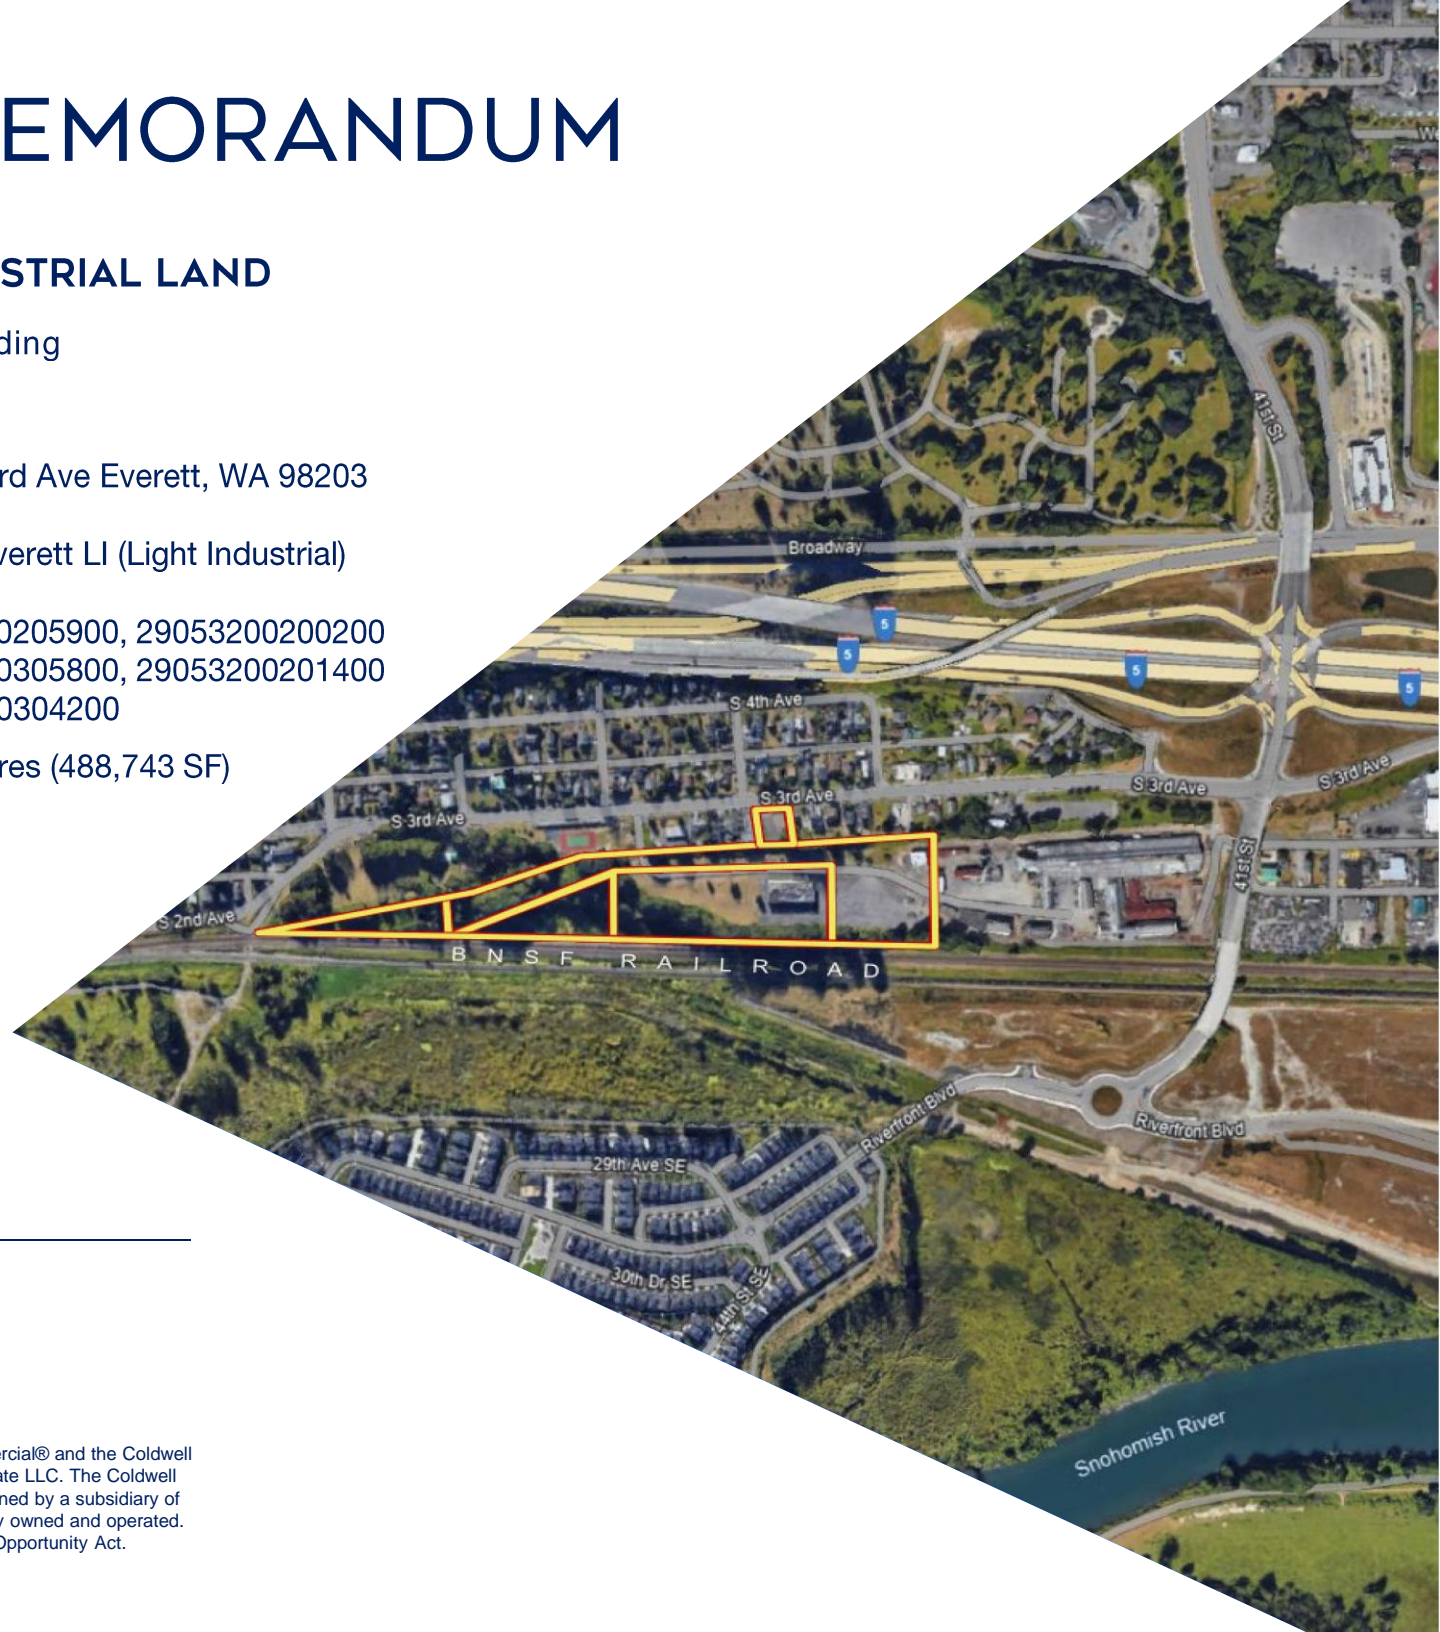 EMORANDUM
STRIAL LAND
ding
rd Ave Everett, WA 98203
verett LI (Light Industrial)
0205900, 29053200200200
0305800, 29053200201400
0304200
res (488,743 SF)
ercial® and the Coldwell
ate LLC. The Coldwell
ned by a subsidiary of
y owned and operated.
Opportunity Act.
We
41st St
Broadway
5
5
5
5
S 4th Ave
S 3rd Ave
S 3rd Ave
S 3rd Ave
S 3rd Ave
41st St
S 2nd Ave
BNSF RAILROAD
Riverfront Blvd
Riverfront Blvd
29th Ave SE
30th Dr SE
44th St SE
Snohomish River